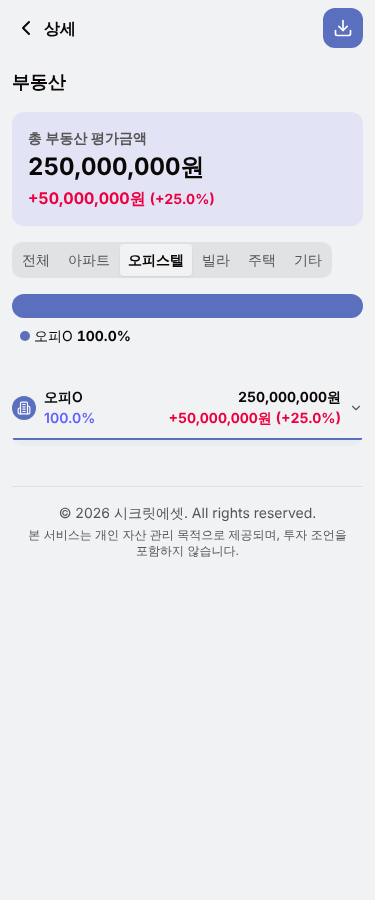 상세
부동산
총 부동산 평가금액
250,000,000원
+50,000,000원 (+25.0%)
전체 아파트 오피스텔 빌라 주택 기타
오피O 100.0%
오피O 250,000,000원
100.0% +50,000,000원 (+25.0%)
© 2026 시크릿에셋. All rights reserved.
본 서비스는 개인 자산 관리 목적으로 제공되며, 투자 조언을
포함하지 않습니다.